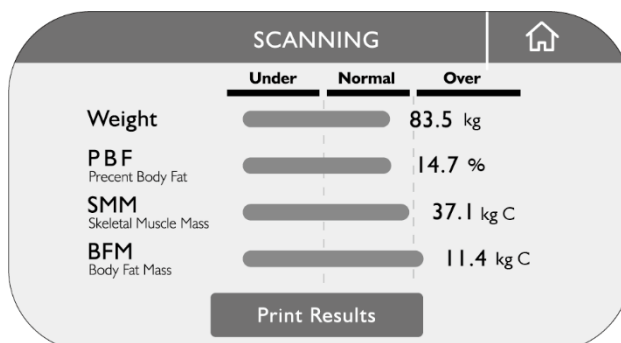 SCANNING
Under Normal Over
Weight 83.5 kg
PBF 14.7 %
Precent Body Fat
SMM 37.1 kg C
Skeletal Muscle Mass
BFM 11.4 kg C
Body Fat Mass
Print Results